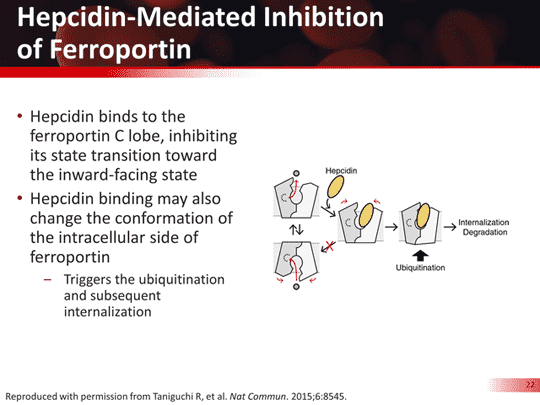 Hepcidin-Mediated Inhibition
of Ferroportin
• Hepcidin binds to the
ferroportin C lobe, inhibiting
its state transition toward
the inward-facing state
• Hepcidin binding may also
change the conformation of
the intracellular side of
ferroportin
– Triggers the ubiquitination
and subsequent
internalization
Hepcidin
C
C
C
C
Internalization
Degradation
Ubiquitination
22
Reproduced with permission from Taniguchi R, et al. Nat Commun. 2015;6:8545.